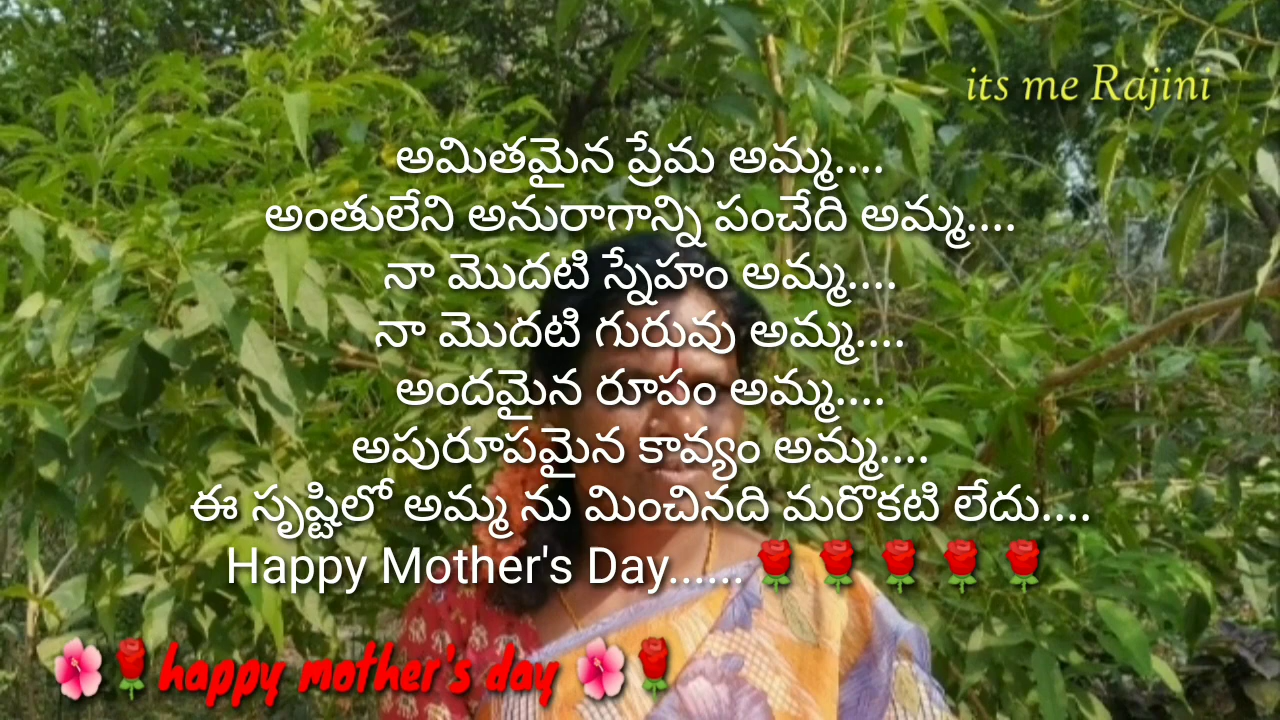 its me Rajini
అమితమైన ప్రేమ అమ్మ....
అంతులేని అనురాగాన్ని పంచేది అమ్మ....
నా మొదటి స్నేహం అమ్మ....
నా మొదటి గురువు అమ్మ....
అందమైన రూపం అమ్మ....
అపురూపమైన కావ్యం అమ్మ....
ఈ సృష్టిలో అమ్మ ను మించినది మరొకటి లేదు....
Happy Mother's Day......🌹🌹🌹🌹🌹
🌺🌹happy mother's day 🌺🌹